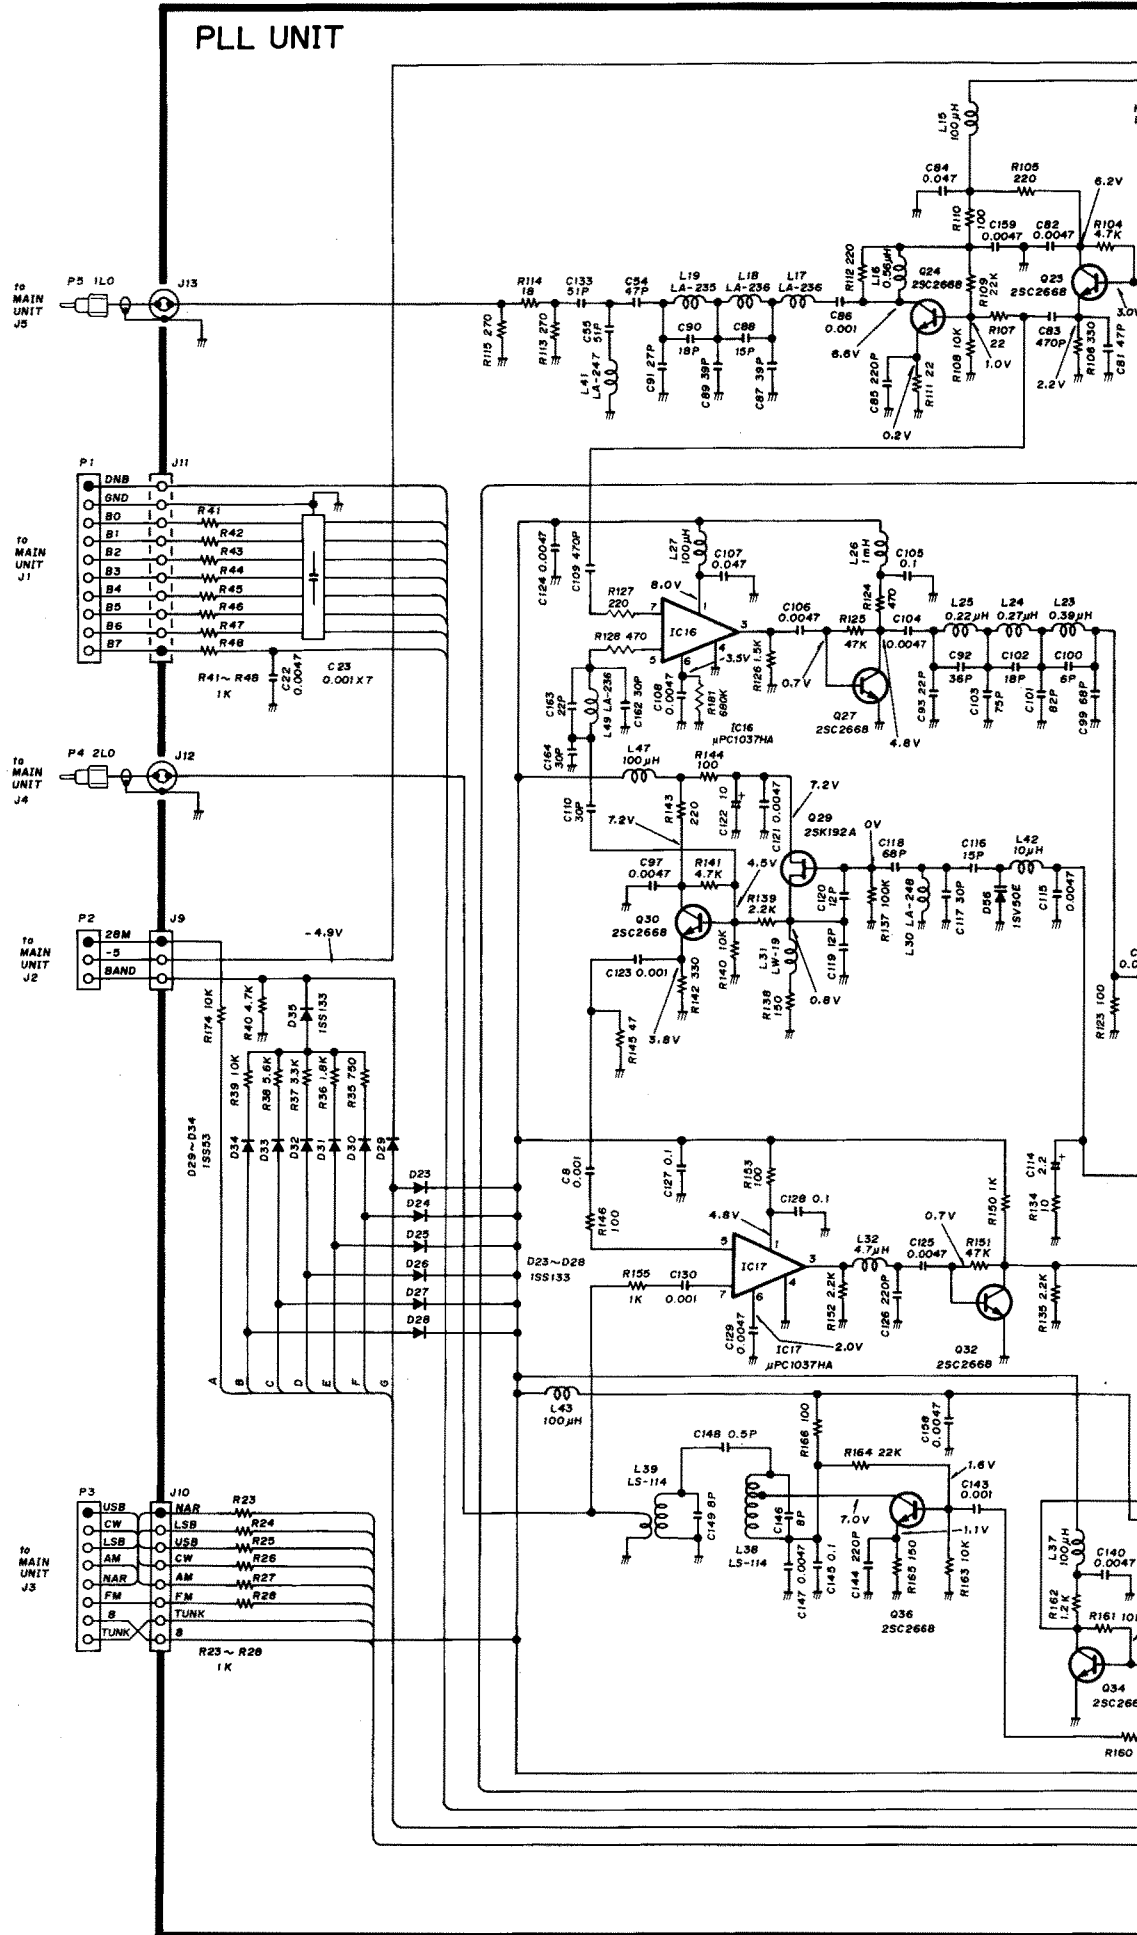 PLL UNIT
L15
100µH
C84
0.047
R105
220
6.2V
R110
100
C159
0.0047
C82
0.0047
R104
4.7K
to
MAIN
UNIT
J5
P5 1LO
J13
R114
18
C133
51P
C54
47P
L19
LA-235
L18
LA-236
L17
LA-236
R112 220
L16
0.56µH
Q24
2SC2668
R109
22K
Q23
2SC2668
3.0V
R115 270
R113 270
C55
51P
C90
18P
C88
15P
C86
0.001
R107
22
C83
470P
R106 330
C81 47P
L41
LA-247
C91 27P
C89 39P
C87 39P
6.6V
C85 220P
R111 22
R108 10K
1.0V
2.2V
0.2V
P1
J11
DNB
GND
B0
B1
B2
B3
B4
B5
B6
B7
R41
R42
R43
R44
R45
R46
R47
R48
to
MAIN
UNIT
J1
R41~R48
1K
C22
0.0047
C23
0.001X7
C124 0.0047
C109 470P
L27
100µH
C107
0.047
L26
1mH
C105
0.1
R127
220
8.0V
R124
470
R128 470
7
5
1
3
6
4
IC16
-3.5V
C106
0.0047
R125
47K
C104
0.0047
L25
0.22µH
L24
0.27µH
L23
0.39µH
C163
22P
L49 LA-236
C162 30P
C108
0.0047
R181
680K
R126 1.5K
0.7V
C92
36P
C102
18P
C100
6P
C93 22P
C103
75P
C101
82P
C99 68P
Q27
2SC2668
4.8V
IC16
µPC1037HA
C164
30P
to
MAIN
UNIT
J4
P4 2LO
J12
L47
100µH
R144
100
C110
30P
R143
220
C122 10
+
C121 0.0047
7.2V
7.2V
Q29
2SK192A
0V
C118
68P
C116
15P
L42
10µH
C97
0.0047
R141
4.7K
4.5V
R139
2.2K
C120
12P
R137 100K
L30 LA-248
C117 30P
D56
1SV50E
C115
0.0047
Q30
2SC2668
P2
J9
28M
-5
BAND
to
MAIN
UNIT
J2
-4.9V
C123 0.001
R142 330
R140 10K
L31
LW-19
R138
150
C119 12P
0.8V
3.8V
R145 47
R123 100
R174 10K
R40 4.7K
D35
1SS133
R39 10K
R38 5.6K
R37 3.3K
R36 1.8K
R35 750
D29~D34
1SS53
D34
D33
D32
D31
D30
D29
D23
D24
D25
D26
D27
D28
D23~D28
1SS133
C8
0.001
C127 0.1
R153
100
C128 0.1
R146
100
4.8V
5
7
1
3
6
4
IC17
R155
1K
C130
0.001
C129
0.0047
2.0V
IC17
µPC1037HA
R152 2.2K
L32
4.7µH
C126 220P
C125
0.0047
0.7V
R151
47K
R150 1K
C114
2.2
+
R134
10
R135 2.2K
Q32
2SC2668
A
B
C
D
E
F
G
L43
100µH
R166 100
C158
0.0047
C148 0.5P
L39
LS-114
C149 8P
R164 22K
1.6V
C143
0.001
C146
8P
7.0V
1.1V
L38
LS-114
C147 0.0047
C145 0.1
C144 220P
R165 150
R163 10K
Q36
2SC2668
L37
100µH
C140
0.0047
R162
1.2K
R161
Q34
R160
P3
J10
USB
CW
LSB
AM
NAR
FM
8
TUNK
NAR
LSB
USB
CW
AM
FM
TUNK
8
R23
R24
R25
R26
R27
R28
to
MAIN
UNIT
J3
R23~R28
1K